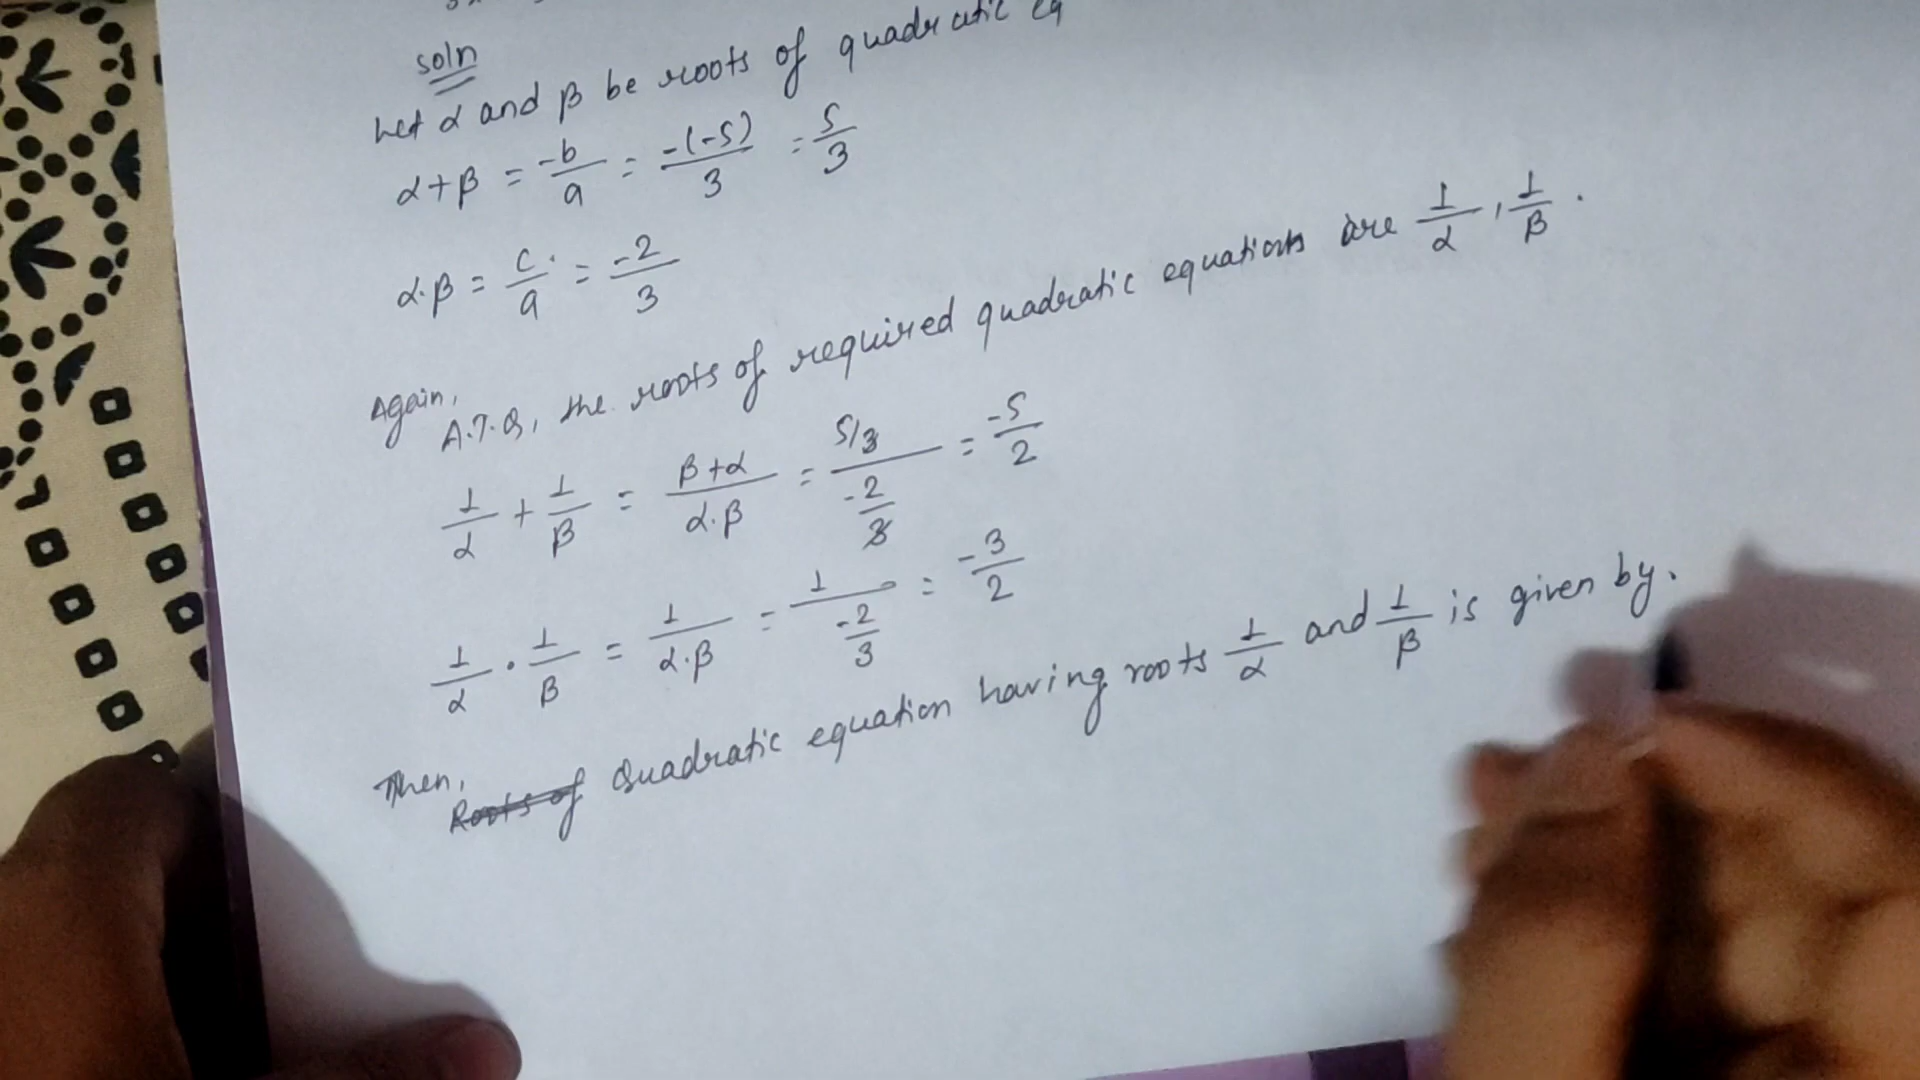 soln
Let α and β be roots of quadratic eq
α+β = -b/a = -(-5)/3 = 5/3
α.β = c/a = -2/3
Again,
A.T.Q, the roots of required quadratic equations are 1/α, 1/β.
1/α + 1/β = β+α/α.β = 5/3/-2/3 = -5/2
1/α . 1/β = 1/α.β = 1/-2/3 = -3/2
Then,
Roots of Quadratic equation having roots 1/α and 1/β is given by.